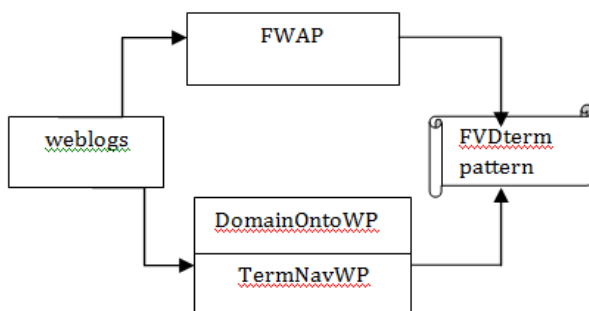 FWAP
weblogs
FVDterm
pattern
DomainOntoWP
TermNavWP